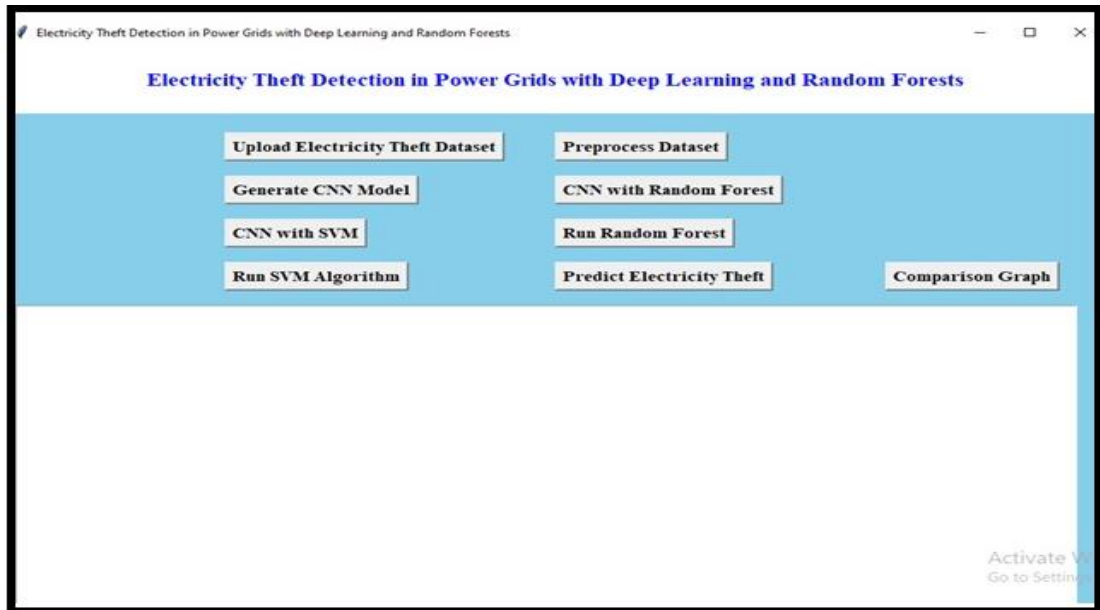 Electricity Theft Detection in Power Grids with Deep Learning and Random Forests
Electricity Theft Detection in Power Grids with Deep Learning and Random Forests
Upload Electricity Theft Dataset
Preprocess Dataset
Generate CNN Model
CNN with Random Forest
CNN with SVM
Run Random Forest
Run SVM Algorithm
Predict Electricity Theft
Comparison Graph
Activate W
Go to Setting